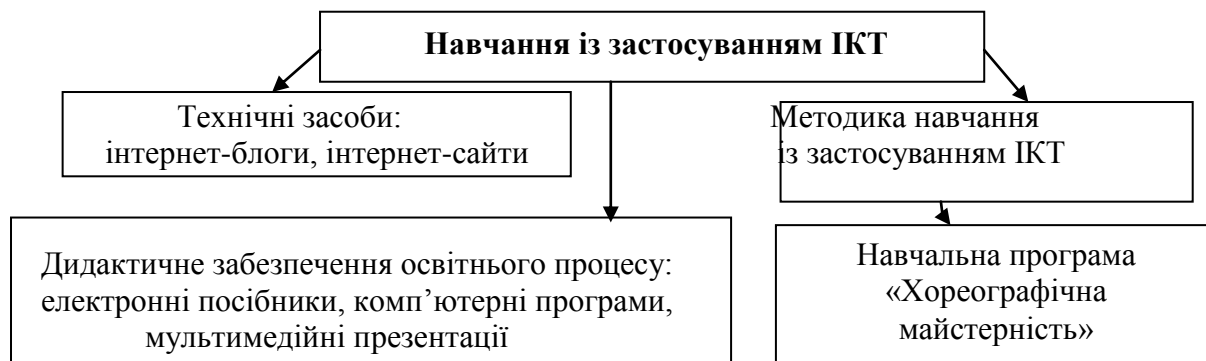 Навчання із застосуванням ІКТ
Технічні засоби:
інтернет-блоги, інтернет-сайти
Методика навчання
із застосуванням ІКТ
Дидактичне забезпечення освітнього процесу:
електронні посібники, комп’ютерні програми,
мультимедійні презентації
Навчальна програма
«Хореографічна
майстерність»